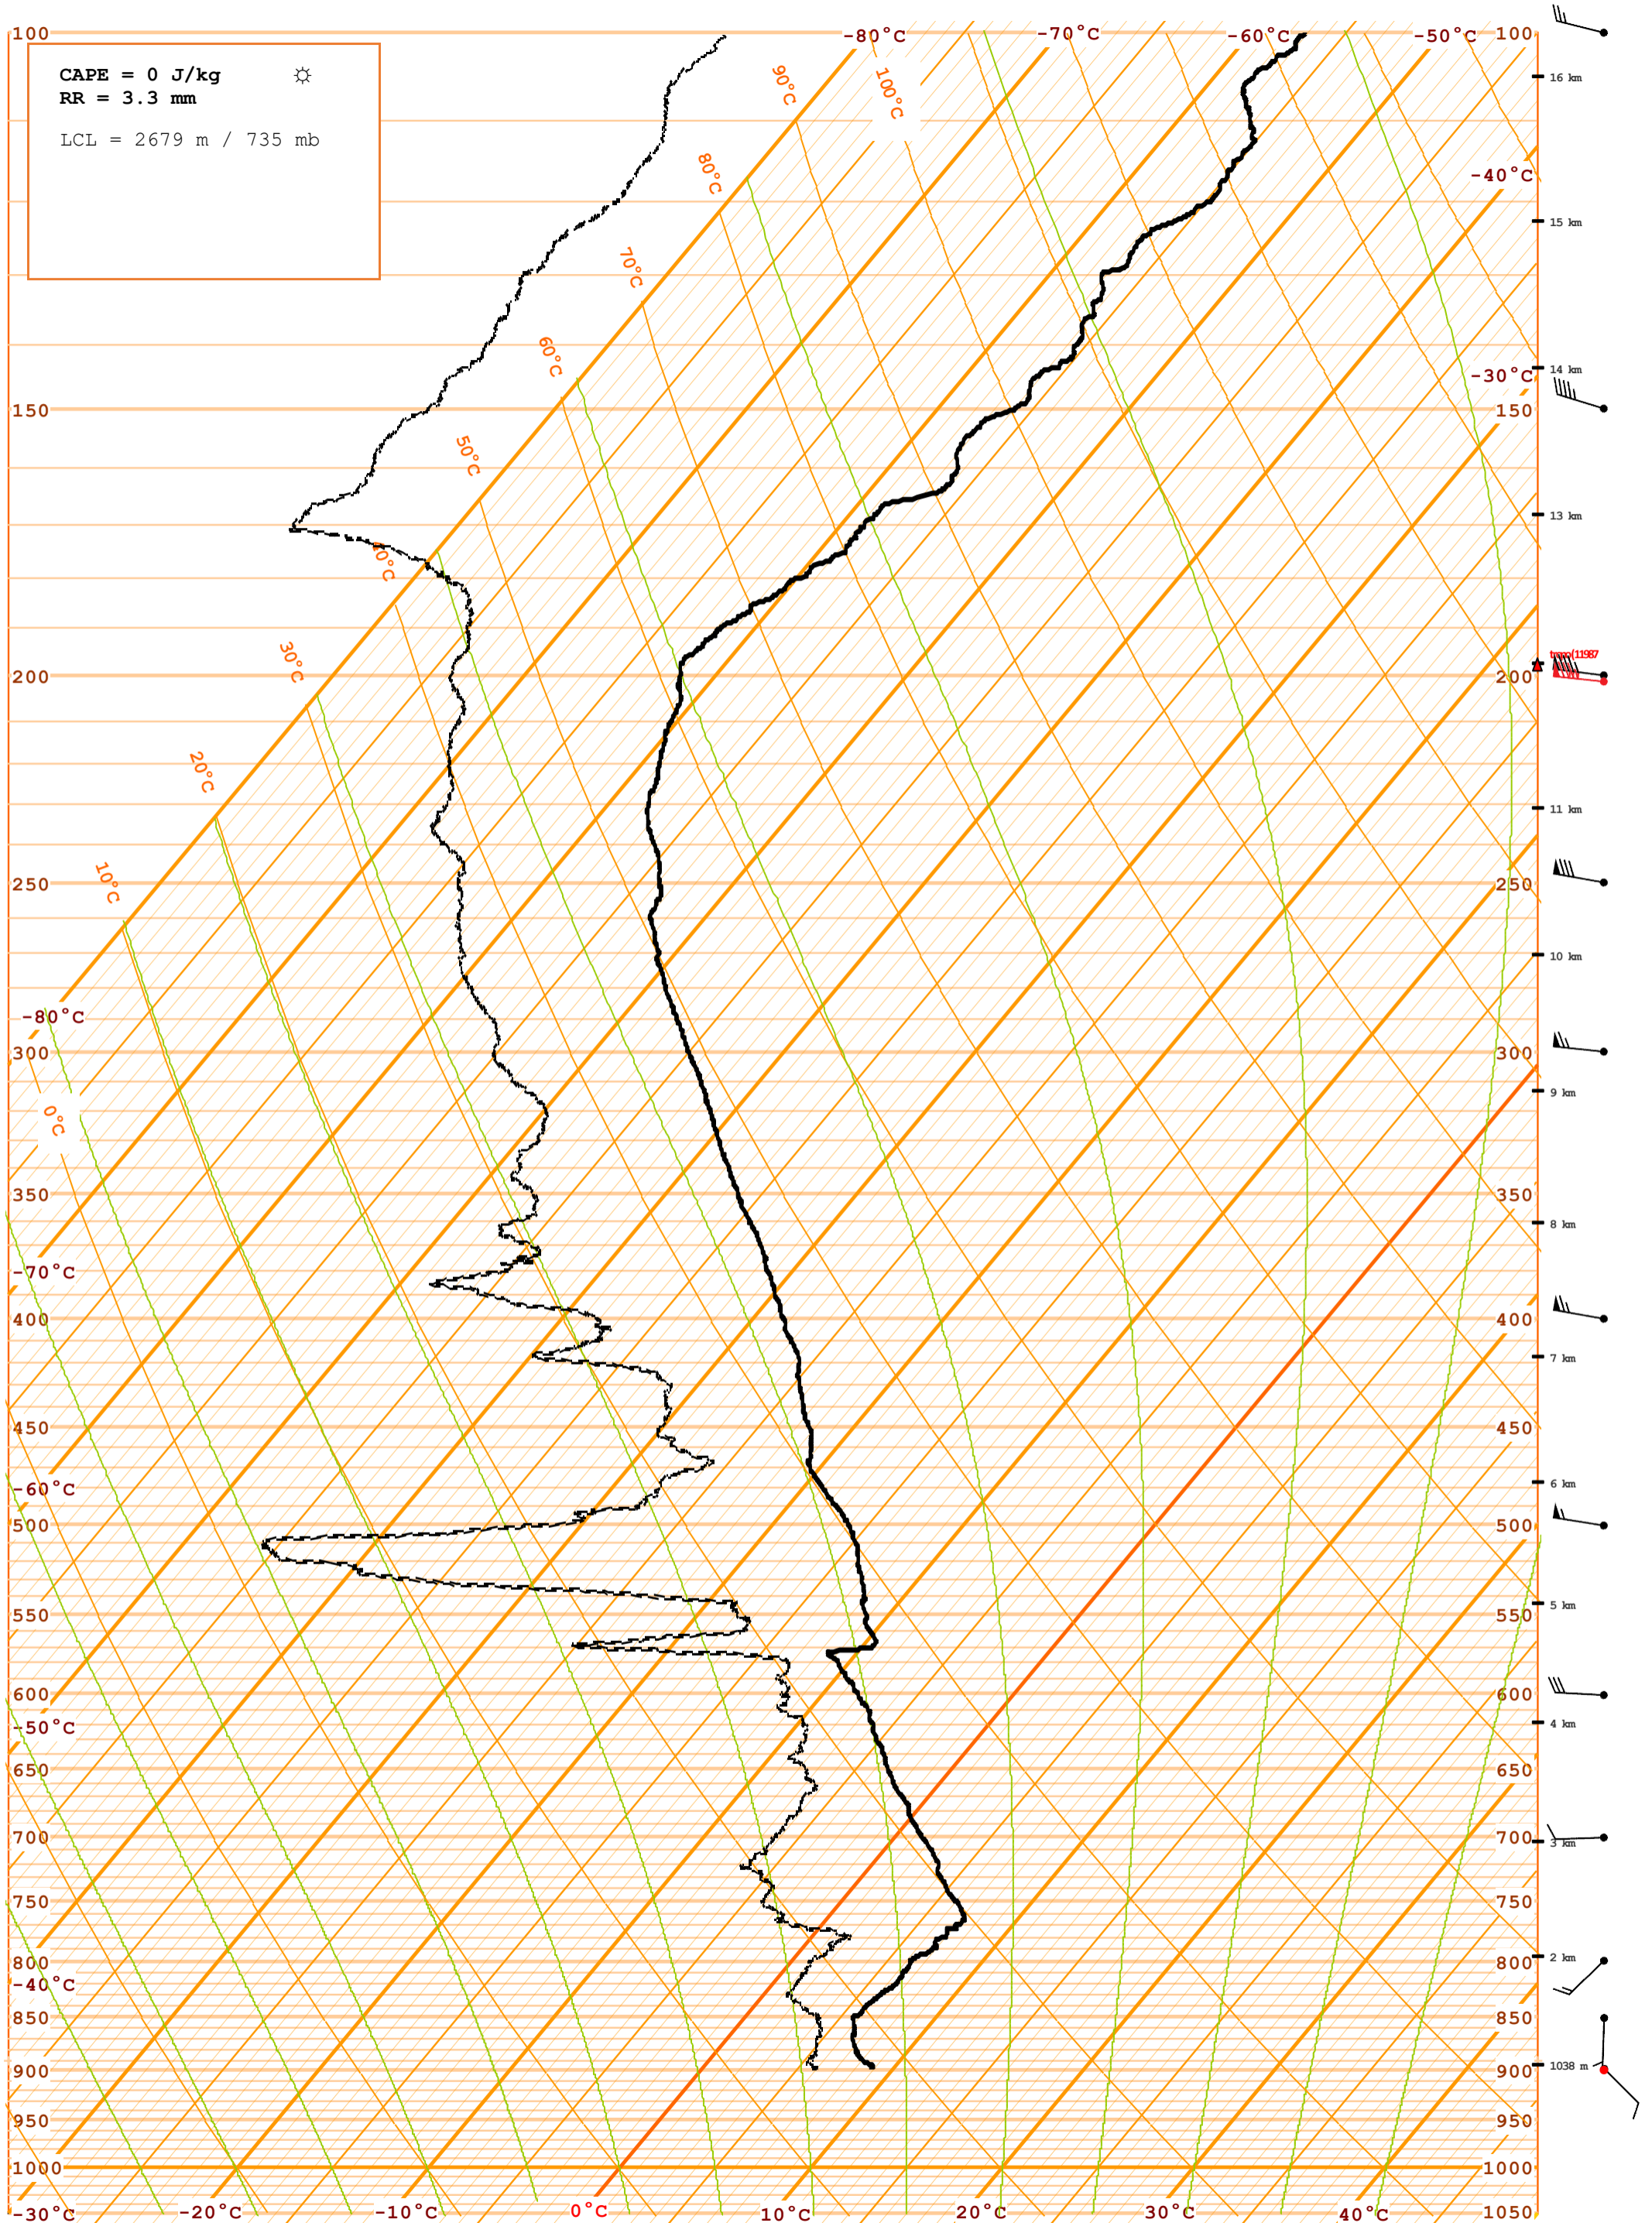 100 -80°C -70°C -60°C -50°C 100
CAPE = 0 J/kg ☼
RR = 3.3 mm
LCL = 2679 m / 735 mb
90°C 100°C
16 km
80°C
-40°C
15 km
70°C
60°C
14 km
-30°C
150 150
50°C
13 km
40°C
30°C
200 200
20°C
11 km
10°C
250 250
10 km
-80°C
300 300
9 km
0°C
350 350
8 km
-70°C
400 400
7 km
450 450
-60°C
6 km
500 500
5 km
550 550
600 600
-50°C
4 km
650 650
700 700
3 km
750 750
800 800
2 km
-40°C
850 850
900 900
1038 m
950 950
1000 1000
-30°C -20°C -10°C 0°C 10°C 20°C 30°C 40°C 1050